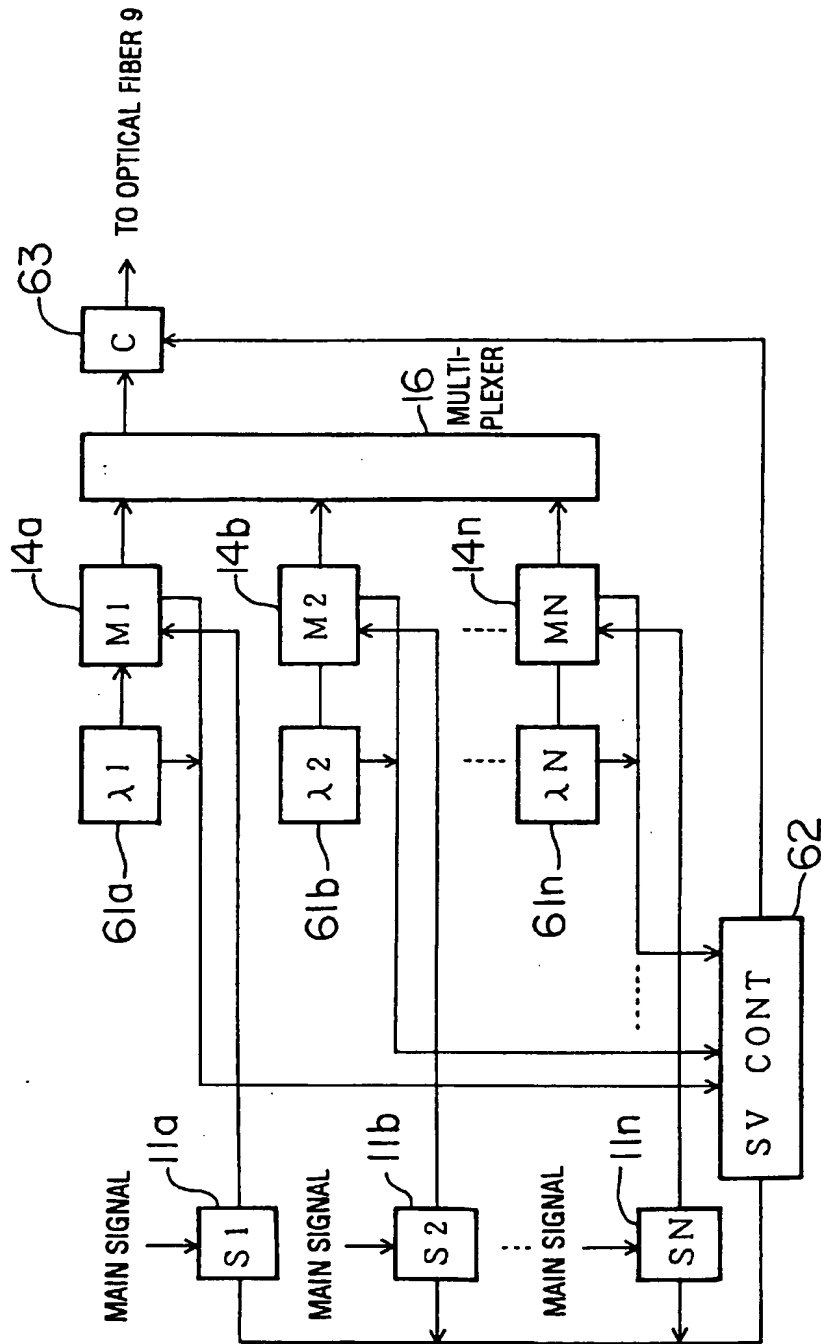 MAIN SIGNAL
11a
S1
MAIN SIGNAL
11b
S2
MAIN SIGNAL
11n
SN
61a
λ1
14a
M1
61b
λ2
14b
M2
61n
λN
14n
MN
16
MULTI-
PLEXER
63
C
TO OPTICAL FIBER 9
62
SV CONT